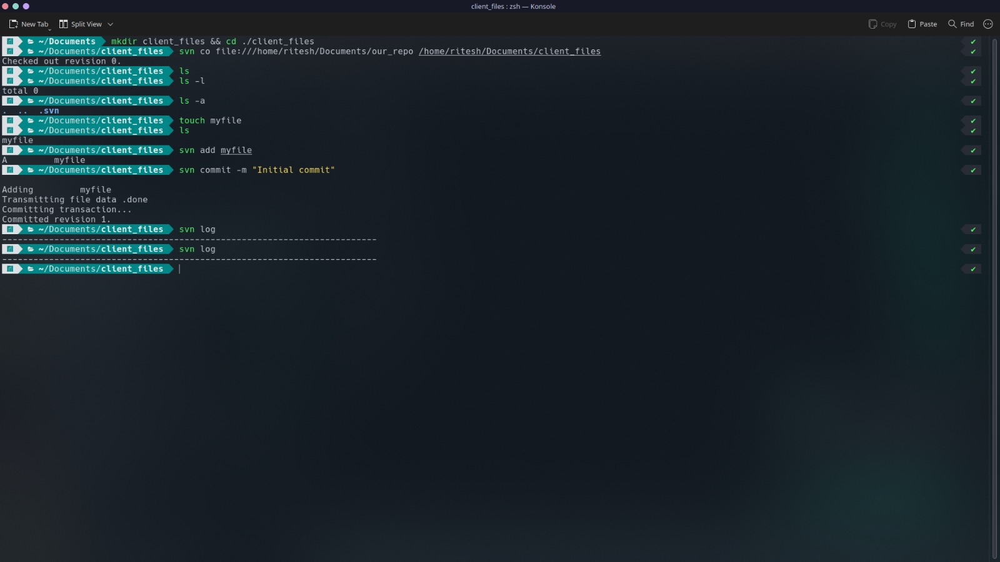 client_files : zsh — Konsole
New Tab Split View Copy Paste Find
~/Documents mkdir client_files && cd ./client_files
~/Documents/client_files svn co file:///home/ritesh/Documents/our_repo /home/ritesh/Documents/client_files
Checked out revision 0.
~/Documents/client_files ls
~/Documents/client_files ls -l
total 0
~/Documents/client_files ls -a
. .. .svn
~/Documents/client_files touch myfile
~/Documents/client_files ls
myfile
~/Documents/client_files svn add myfile
A         myfile
~/Documents/client_files svn commit -m "Initial commit"
Adding         myfile
Transmitting file data .done
Committing transaction...
Committed revision 1.
~/Documents/client_files svn log
------------------------------------------------------------------------
~/Documents/client_files svn log
------------------------------------------------------------------------
~/Documents/client_files